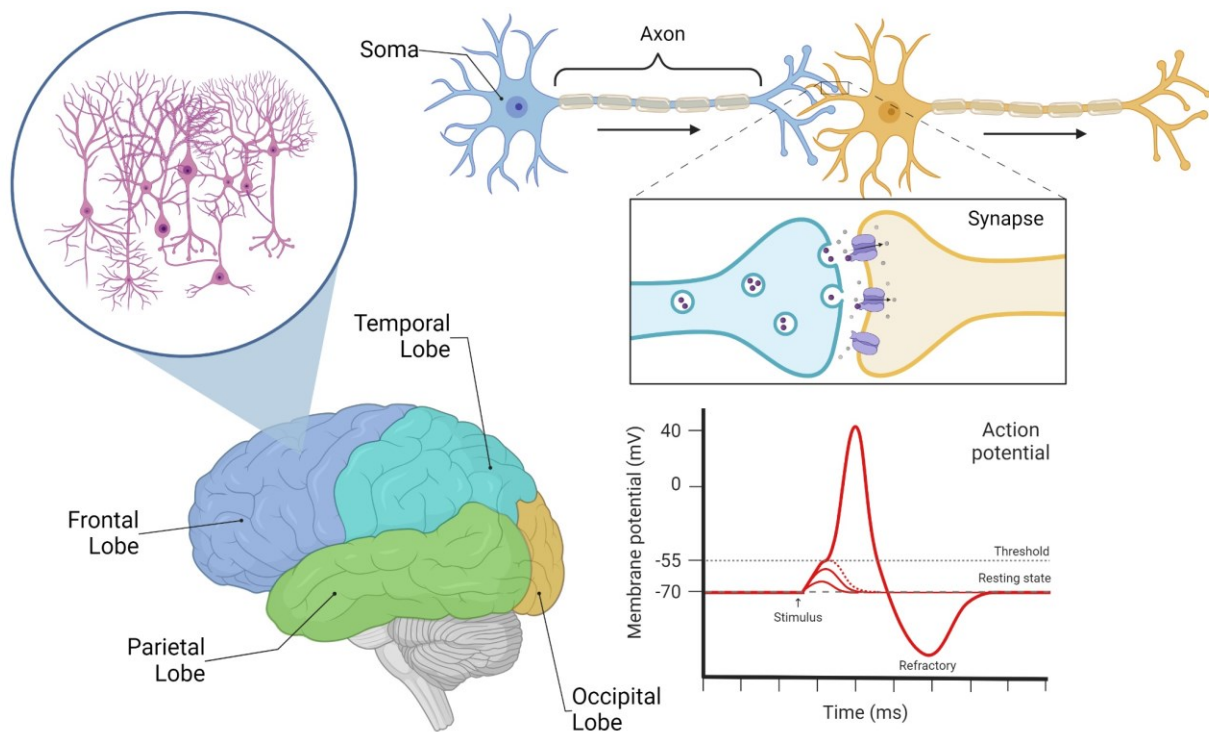 Soma
Axon
Synapse
Temporal
Lobe
Frontal
Lobe
Parietal
Lobe
Occipital
Lobe
Action
potential
Membrane potential (mV)
40
0
-55
-70
Threshold
Resting state
Stimulus
Refractory
Time (ms)